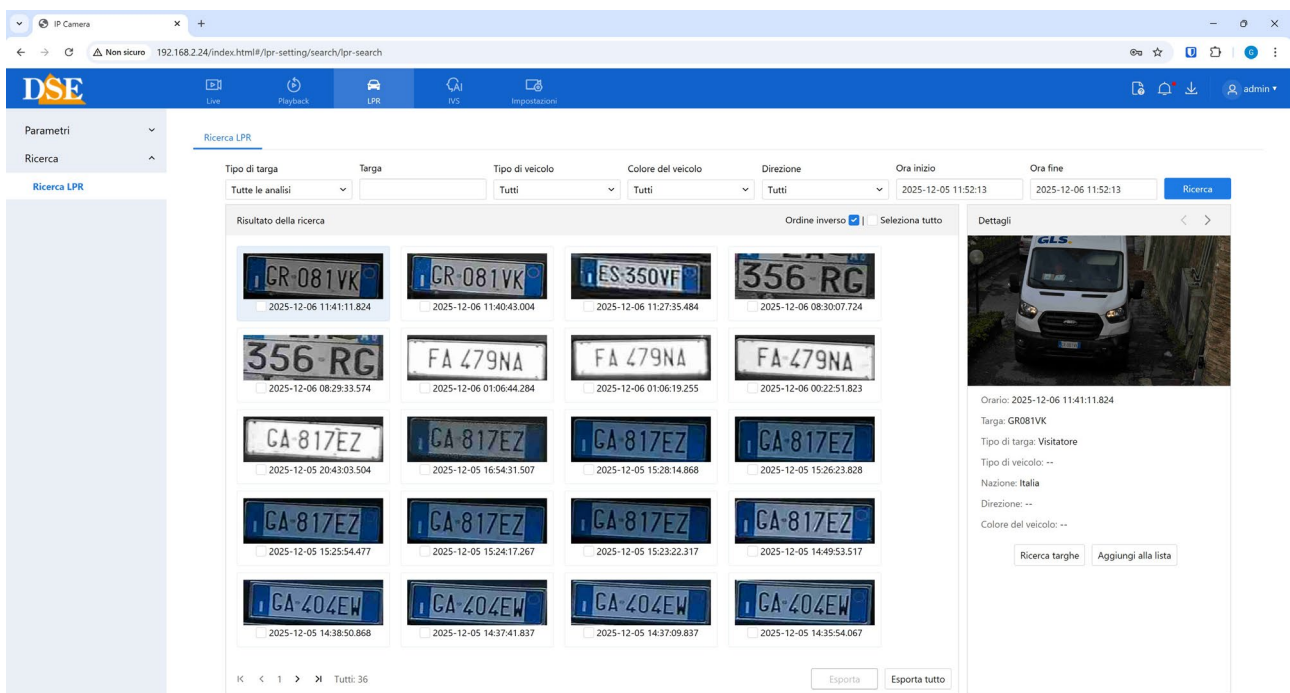 IP Camera
Non sicuro 192.168.2.24/index.html#/lpr-setting/search/lpr-search
G
DSE
Live Playback LPR AI IVS Impostazioni admin
Parametri
Ricerca
Ricerca LPR
Ricerca LPR
Tipo di targa Targa Tipo di veicolo Colore del veicolo Direzione Ora inizio Ora fine
Tutte le analisi Tutti Tutti Tutti 2025-12-05 11:52:13 2025-12-06 11:52:13 Ricerca
Risultato della ricerca Ordine inverso | Seleziona tutto
GR 081VK GR 081VK ES 350VF 356 RG
2025-12-06 11:41:11.824 2025-12-06 11:40:43.004 2025-12-06 11:27:35.484 2025-12-06 08:30:07.724
356 RG FA 479NA FA 479NA FA 479NA
2025-12-06 08:29:33.574 2025-12-06 01:06:44.284 2025-12-06 01:06:19.255 2025-12-06 00:22:51.823
GA 817EZ GA 817EZ GA 817EZ GA 817EZ
2025-12-05 20:43:03.504 2025-12-05 16:54:31.507 2025-12-05 15:28:14.868 2025-12-05 15:26:23.828
GA 817EZ GA 817EZ GA 817EZ GA 817EZ
2025-12-05 15:25:54.477 2025-12-05 15:24:17.267 2025-12-05 15:23:22.317 2025-12-05 14:49:53.517
GA 404EW GA 404EW GA 404EW GA 404EW
2025-12-05 14:38:50.868 2025-12-05 14:37:41.837 2025-12-05 14:37:09.837 2025-12-05 14:35:54.067
1 Tutti: 36 Esporta Esporta tutto
Dettagli
GLS
Orario: 2025-12-06 11:41:11.824
Targa: GR081VK
Tipo di targa: Visitatore
Tipo di veicolo: --
Nazione: Italia
Direzione: --
Colore del veicolo: --
Ricerca targhe Aggiungi alla lista